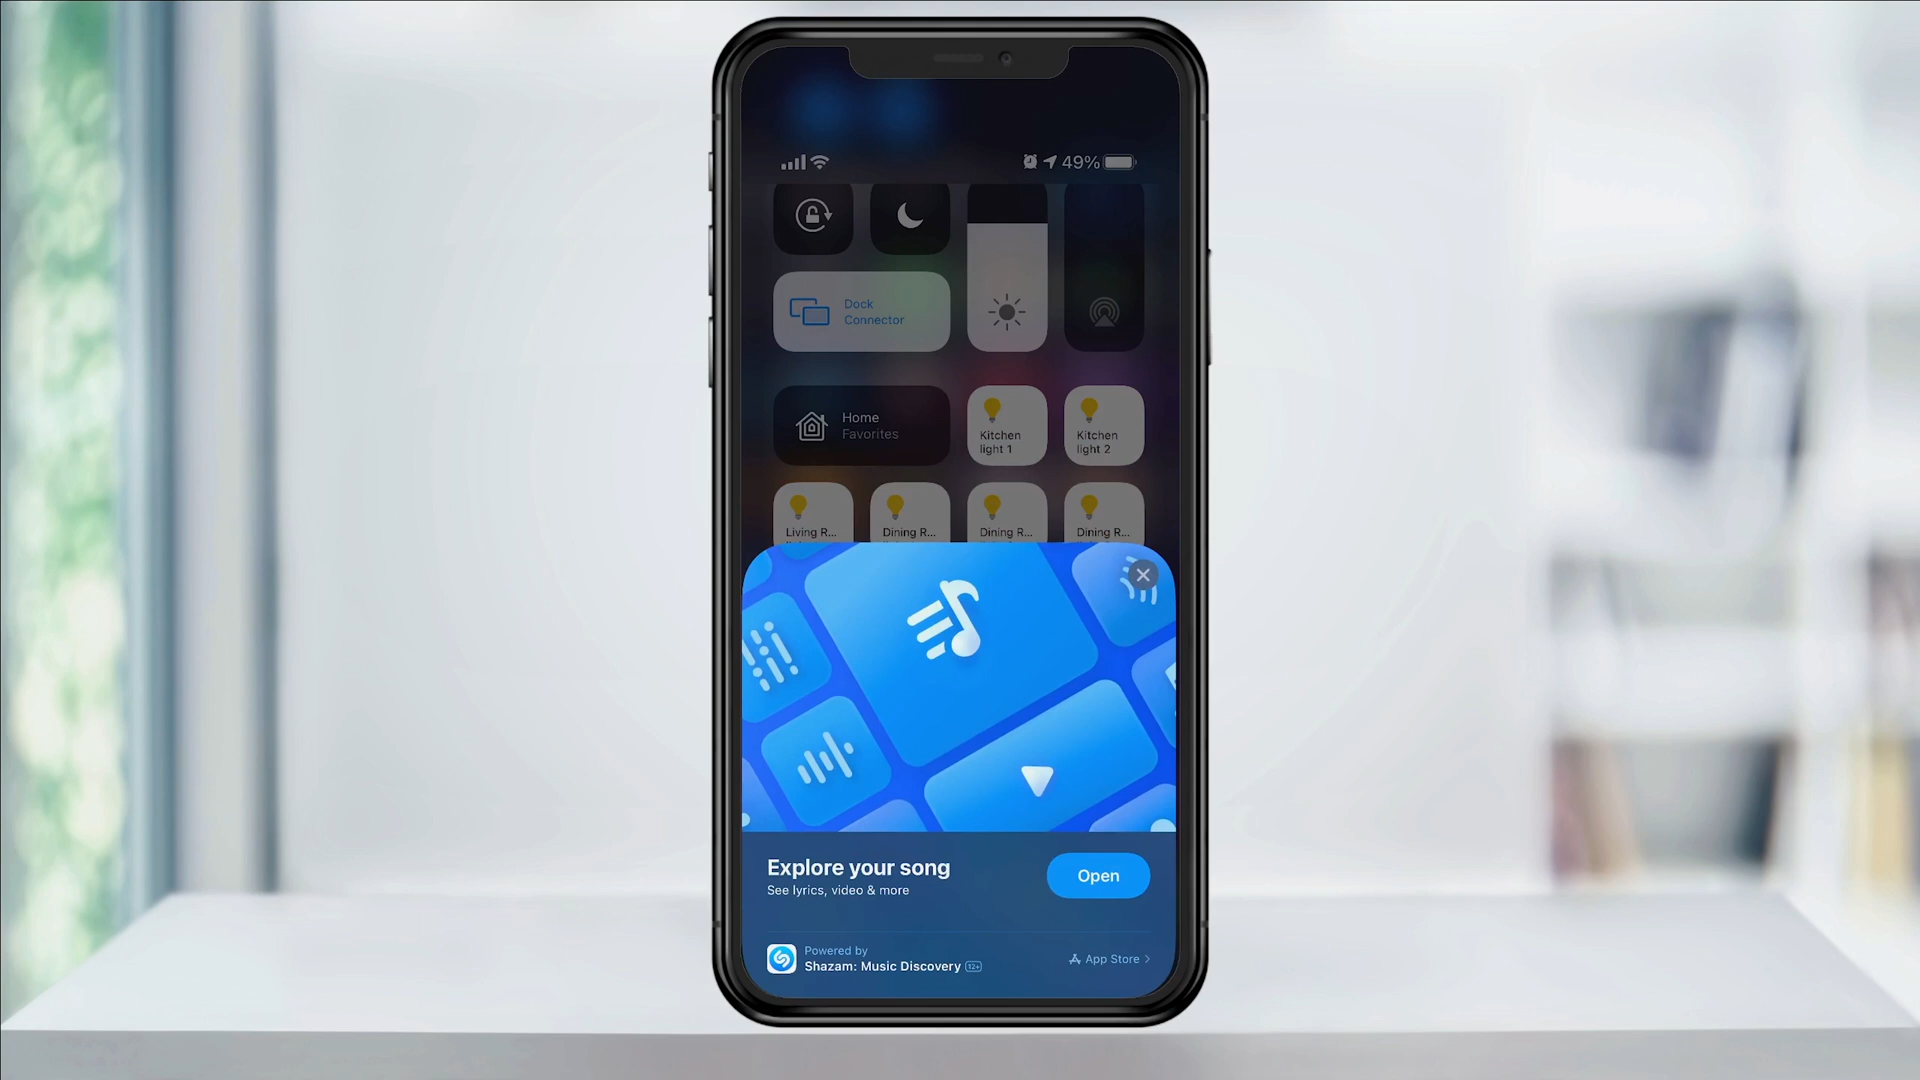 49%
Dock
Connector
Home
Favorites
Kitchen
light 1
Kitchen
light 2
Living R...
Dining R...
Dining R...
Dining R...
Explore your song
See lyrics, video & more
Open
Powered by
Shazam: Music Discovery 12+
App Store